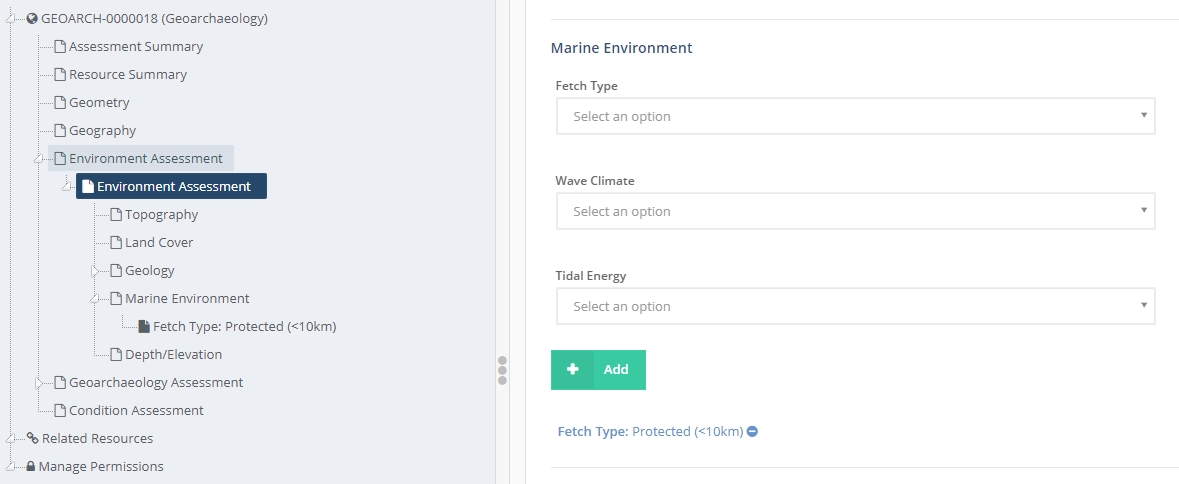 GEOARCH-0000018 (Geoarchaeology)
Assessment Summary
Resource Summary
Geometry
Geography
Environment Assessment
Environment Assessment
Topography
Land Cover
Geology
Marine Environment
Fetch Type: Protected (<10km)
Depth/Elevation
Geoarchaeology Assessment
Condition Assessment
Related Resources
Manage Permissions
Marine Environment
Fetch Type
Select an option
Wave Climate
Select an option
Tidal Energy
Select an option
Add
Fetch Type: Protected (<10km)